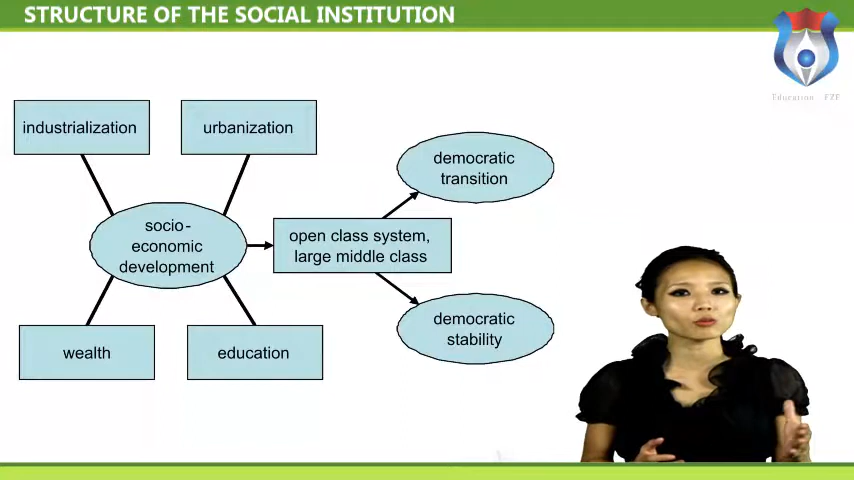 STRUCTURE OF THE SOCIAL INSTITUTION
Education FZE
industrialization
urbanization
democratic
transition
socio-
economic
development
open class system,
large middle class
democratic
stability
wealth
education